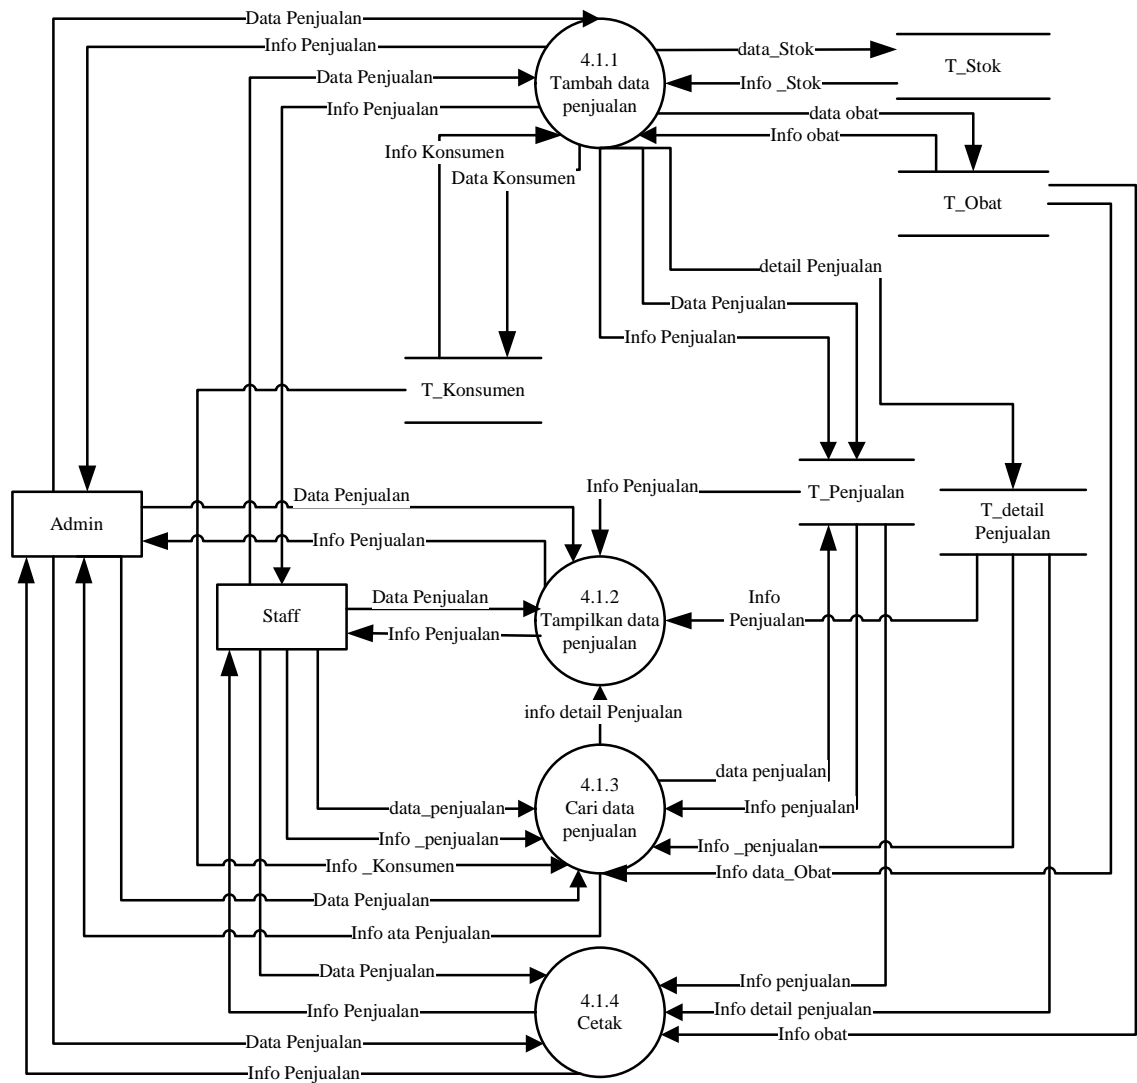 Data Penjualan
Info Penjualan
Data Penjualan
Info Penjualan
4.1.1
Tambah data
penjualan
data_Stok
Info _Stok
T_Stok
data obat
Info obat
Info Konsumen
Data Konsumen
T_Obat
detail Penjualan
Data Penjualan
Info Penjualan
T_Konsumen
Info Penjualan
T_Penjualan
Data Penjualan
Admin
T_detail
Penjualan
Info Penjualan
Data Penjualan
Staff
Info Penjualan
4.1.2
Tampilkan data
penjualan
Info
Penjualan
info detail Penjualan
data penjualan
4.1.3
Cari data
penjualan
data_penjualan
Info penjualan
Info _penjualan
Info _penjualan
Info _Konsumen
Info data_Obat
Data Penjualan
Info ata Penjualan
Data Penjualan
Info penjualan
4.1.4
Cetak
Info Penjualan
Info detail penjualan
Data Penjualan
Info obat
Info Penjualan